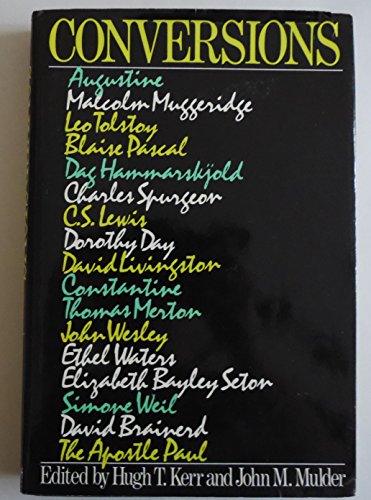 CONVERSIONS
Augustine
Malcolm Muggeridge
Leo Tolstoy
Blaise Pascal
Dag Hammarskjöld
Charles Spurgeon
C.S. Lewis
Dorothy Day
David Livingston
Constantine
Thomas Merton
John Wesley
Ethel Waters
Elizabeth Bayley Seton
Simone Weil
David Brainerd
The Apostle Paul
Edited by Hugh T. Kerr and John M. Mulder